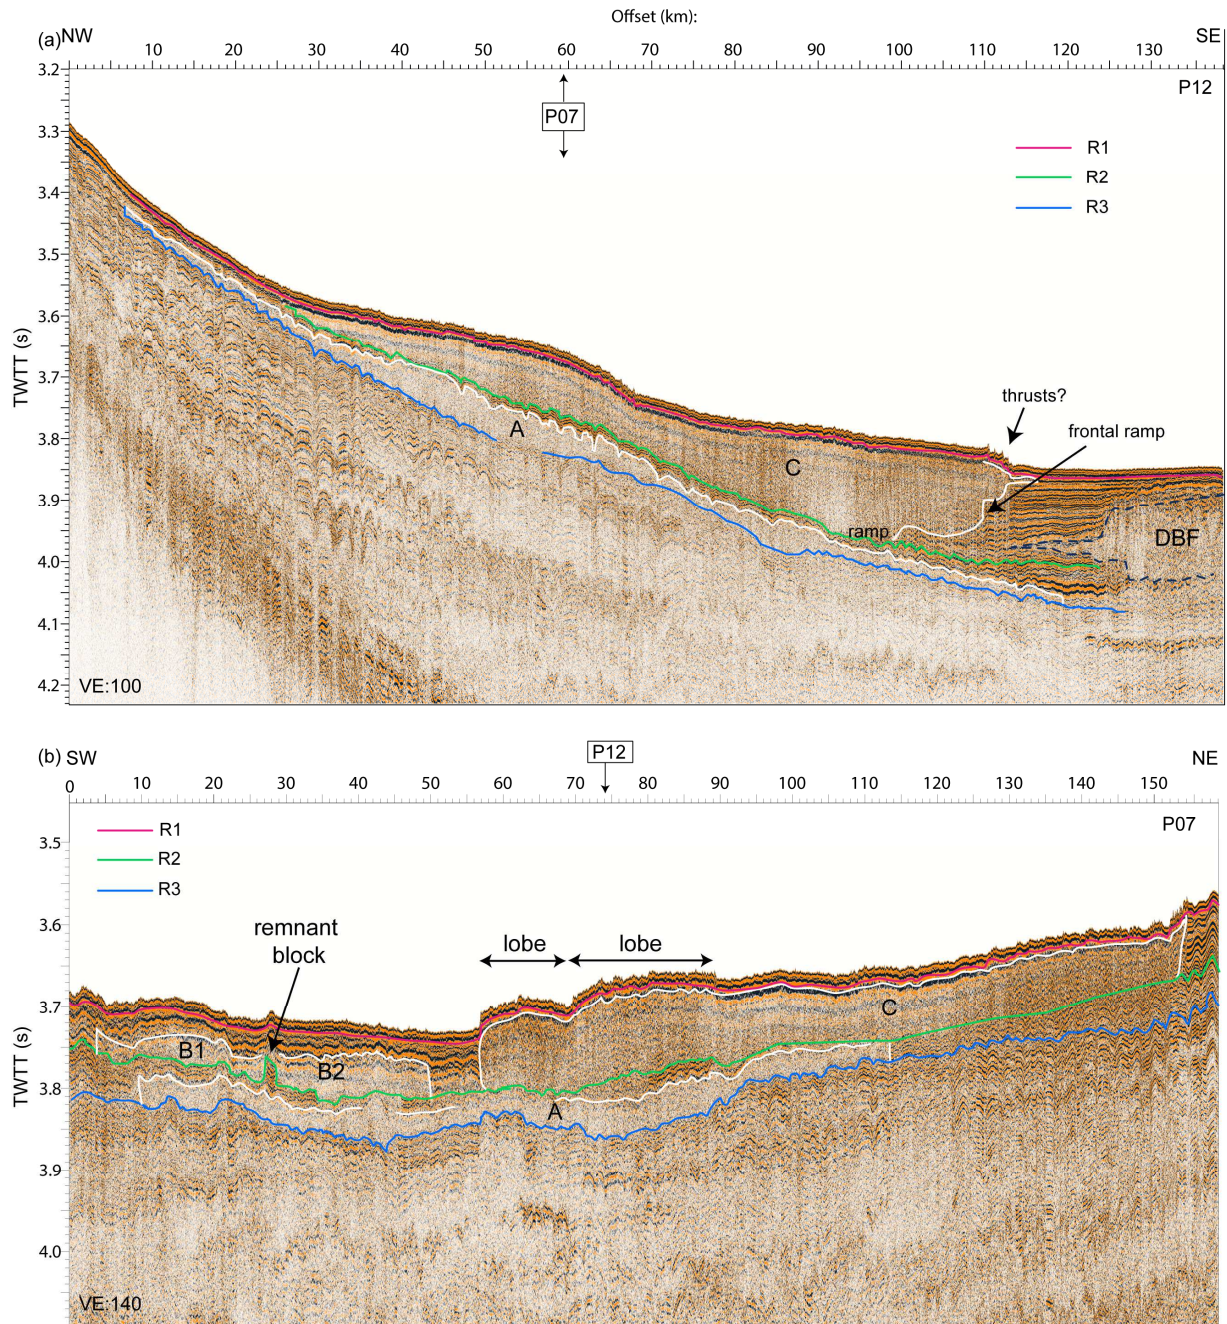 Offset (km):
(a) NW SE
10 20 30 40 50 60 70 80 90 100 110 120 130
3.2
P07
P12
R1
R2
R3
3.3
3.4
3.5
3.6
3.7
3.8
3.9
4.0
4.1
4.2
TWTT (s)
thrusts?
frontal ramp
A
C
ramp
DBF
VE:100
(b) SW P12 NE
0 10 20 30 40 50 60 70 80 90 100 110 120 130 140 150
P07
R1
R2
R3
3.5
3.6
3.7
3.8
3.9
4.0
TWTT (s)
remnant
block
lobe lobe
B1
B2
A
C
VE:140